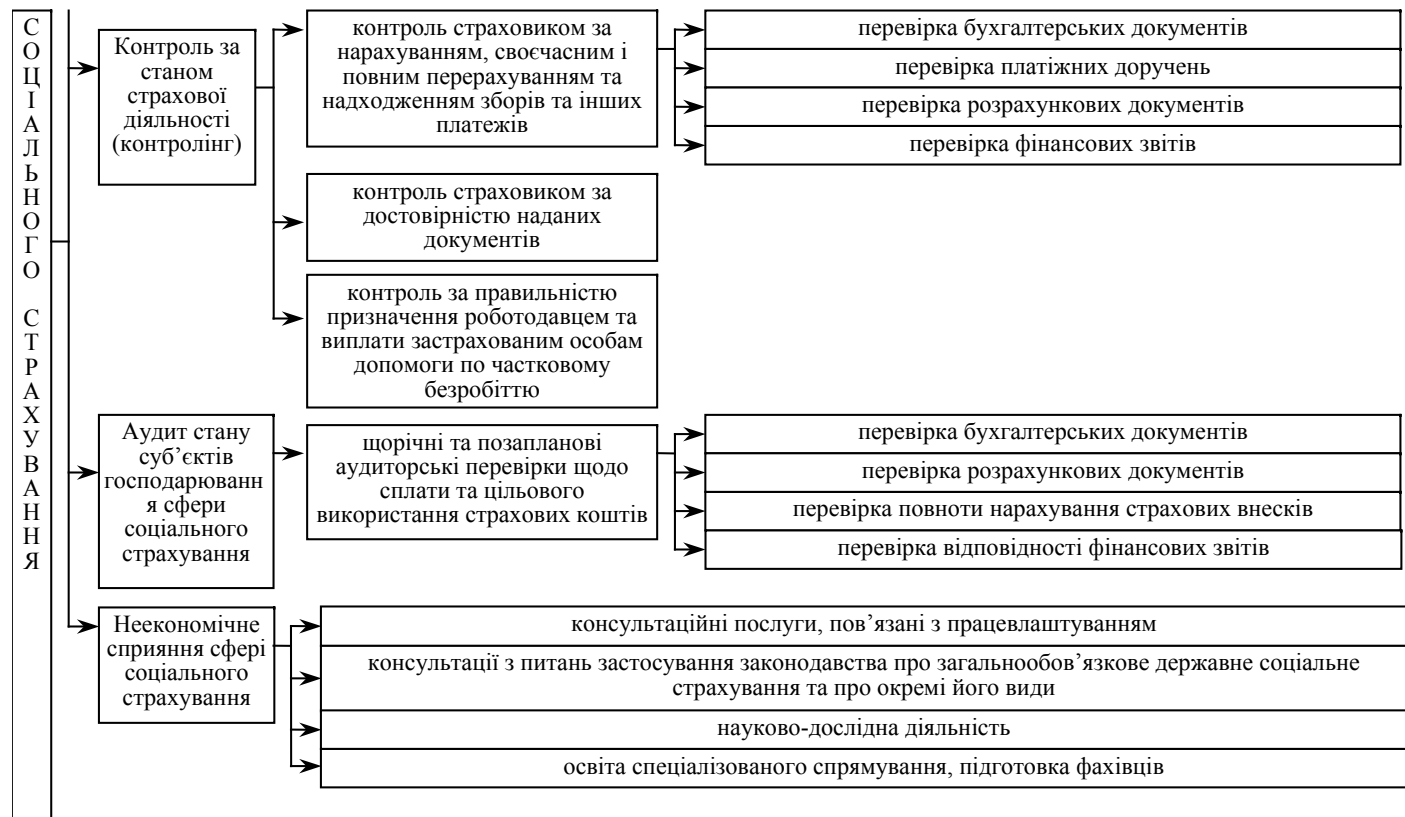 СОЦІАЛЬНОГО СТРАХУВАННЯ
Контроль за
станом
страхової
діяльності
(контролінг)
контроль страховиком за
нарахуванням, своєчасним і
повним перерахуванням та
надходженням зборів та інших
платежів
перевірка бухгалтерських документів
перевірка платіжних доручень
перевірка розрахункових документів
перевірка фінансових звітів
контроль страховиком за
достовірністю наданих
документів
контроль за правильністю
призначення роботодавцем та
виплати застрахованим особам
допомоги по частковому
безробіттю
Аудит стану
суб’єктів
господарюванн
я сфери
соціального
страхування
щорічні та позапланові
аудиторські перевірки щодо
сплати та цільового
використання страхових коштів
перевірка бухгалтерських документів
перевірка розрахункових документів
перевірка повноти нарахування страхових внесків
перевірка відповідності фінансових звітів
Неекономічне
сприяння сфері
соціального
страхування
консультаційні послуги, пов’язані з працевлаштуванням
консультації з питань застосування законодавства про загальнообов’язкове державне соціальне
страхування та про окремі його види
науково-дослідна діяльність
освіта спеціалізованого спрямування, підготовка фахівців